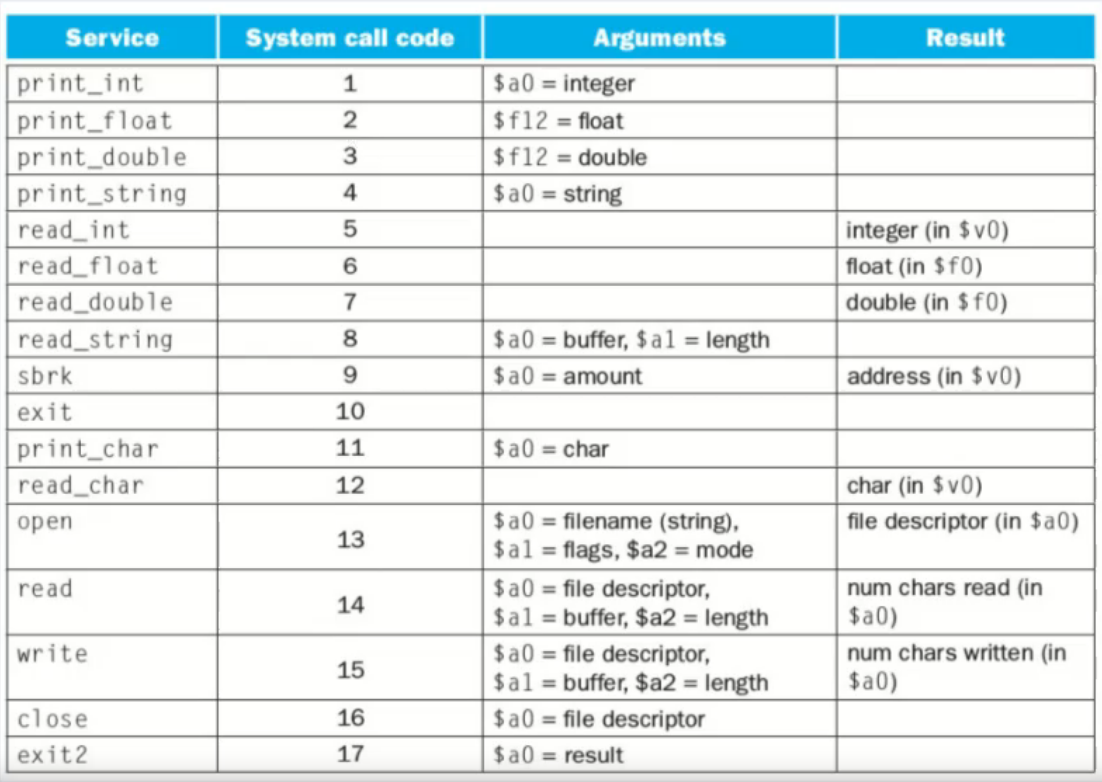 Service System call code Arguments Result
print_int 1 $a0 = integer
print_float 2 $f12 = float
print_double 3 $f12 = double
print_string 4 $a0 = string
read_int 5 integer (in $v0)
read_float 6 float (in $f0)
read_double 7 double (in $f0)
read_string 8 $a0 = buffer, $a1 = length
sbrk 9 $a0 = amount address (in $v0)
exit 10
print_char 11 $a0 = char
read_char 12 char (in $v0)
open 13 $a0 = filename (string), file descriptor (in $a0)
$a1 = flags, $a2 = mode
read 14 $a0 = file descriptor, num chars read (in
$a1 = buffer, $a2 = length $a0)
write 15 $a0 = file descriptor, num chars written (in
$a1 = buffer, $a2 = length $a0)
close 16 $a0 = file descriptor
exit2 17 $a0 = result